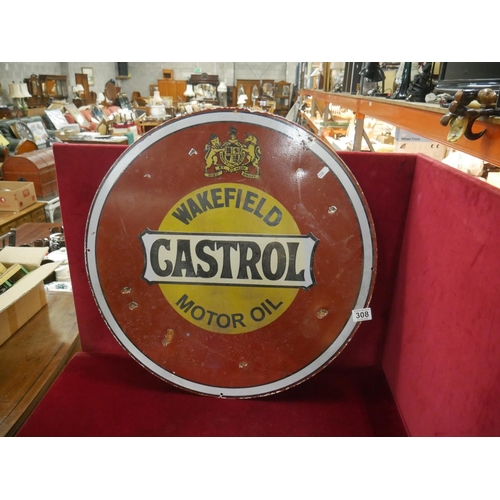 WAKEFIELD
CASTROL
MOTOR OIL
308